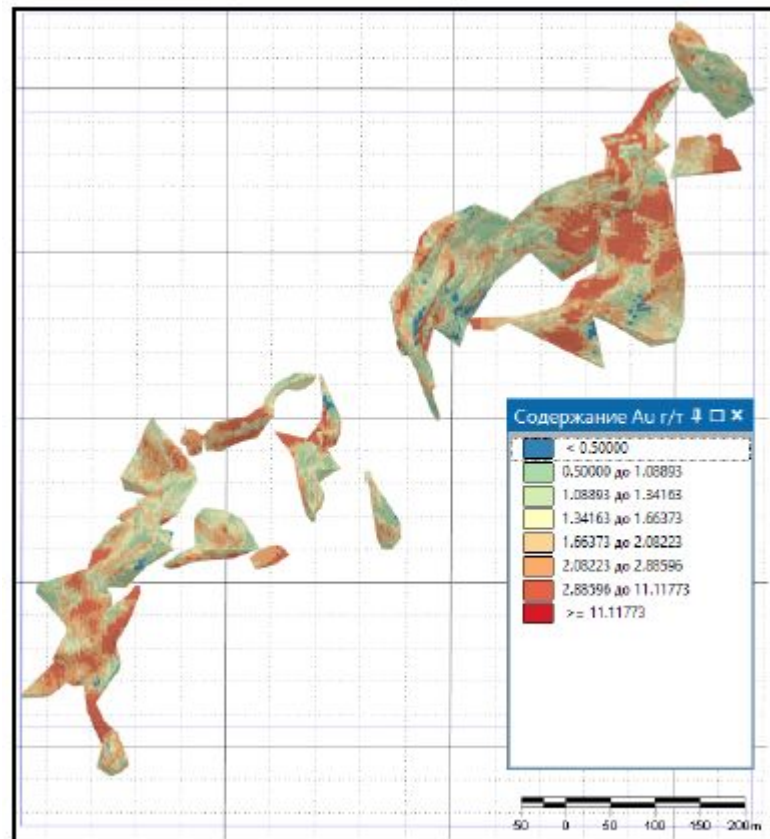 Содержание Au г/т
< 0.50000
0.50000 до 1.08893
1.08893 до 1.34163
1.34163 до 1.66373
1.66373 до 2.08223
2.08223 до 2.88596
2.88596 до 11.11773
>= 11.11773
50 0 50 100 150 200m